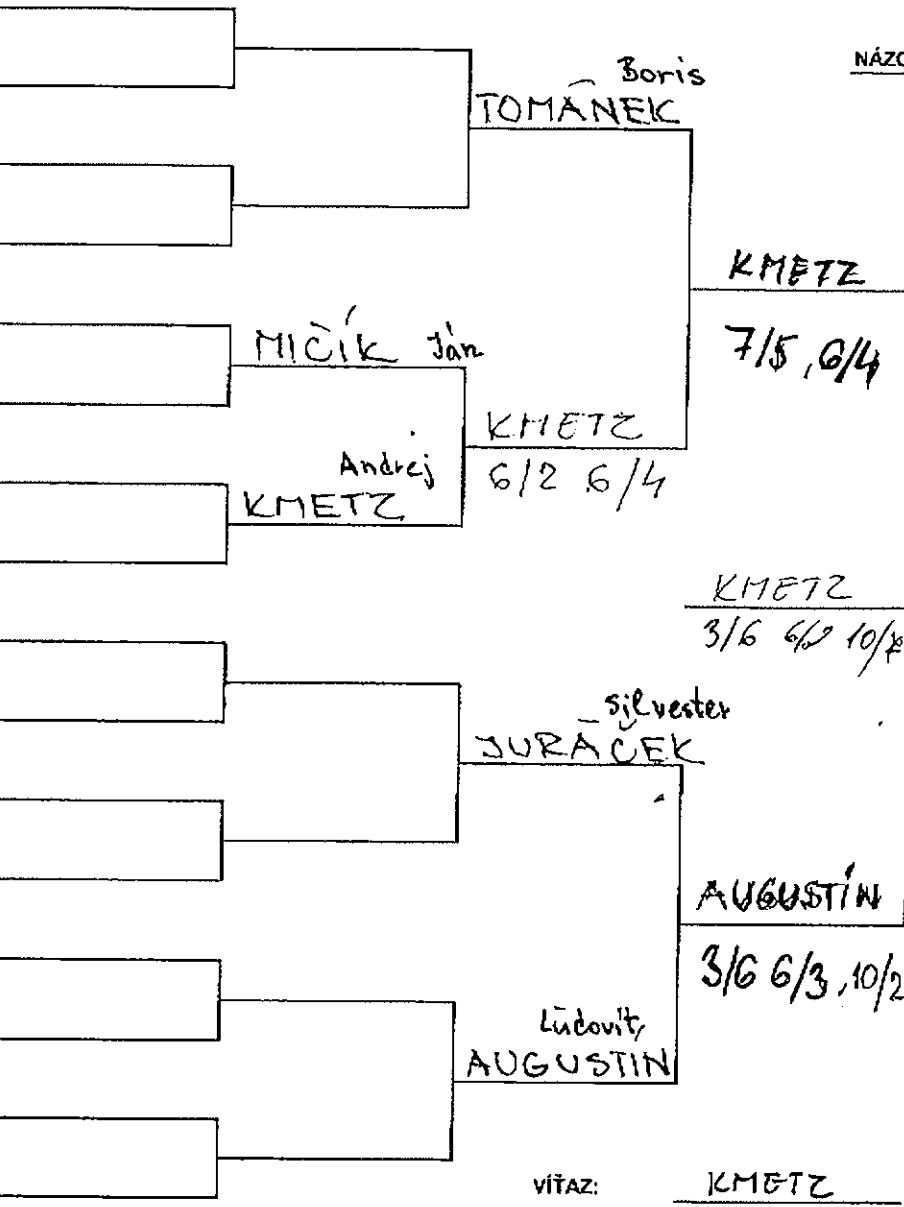 NÁZO
Boris
TOMÁNEK
KMETZ
7/5, 6/4
MIČÍK Ján
KMETZ
6/2 6/4
Andrej
KMETZ
KMETZ
3/6
Silvester
JURÁČEK
AUGUSTÍN
3/6 6/3, 10/2
Ľudovít
AUGUSTIN
VÍŤAZ: KMETZ